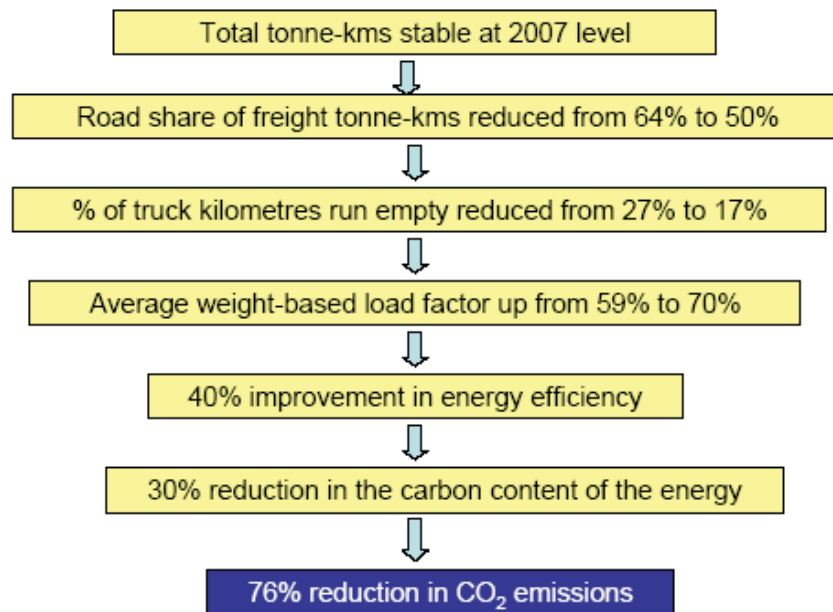 Total tonne-kms stable at 2007 level
Road share of freight tonne-kms reduced from 64% to 50%
% of truck kilometres run empty reduced from 27% to 17%
Average weight-based load factor up from 59% to 70%
40% improvement in energy efficiency
30% reduction in the carbon content of the energy
76% reduction in CO₂ emissions